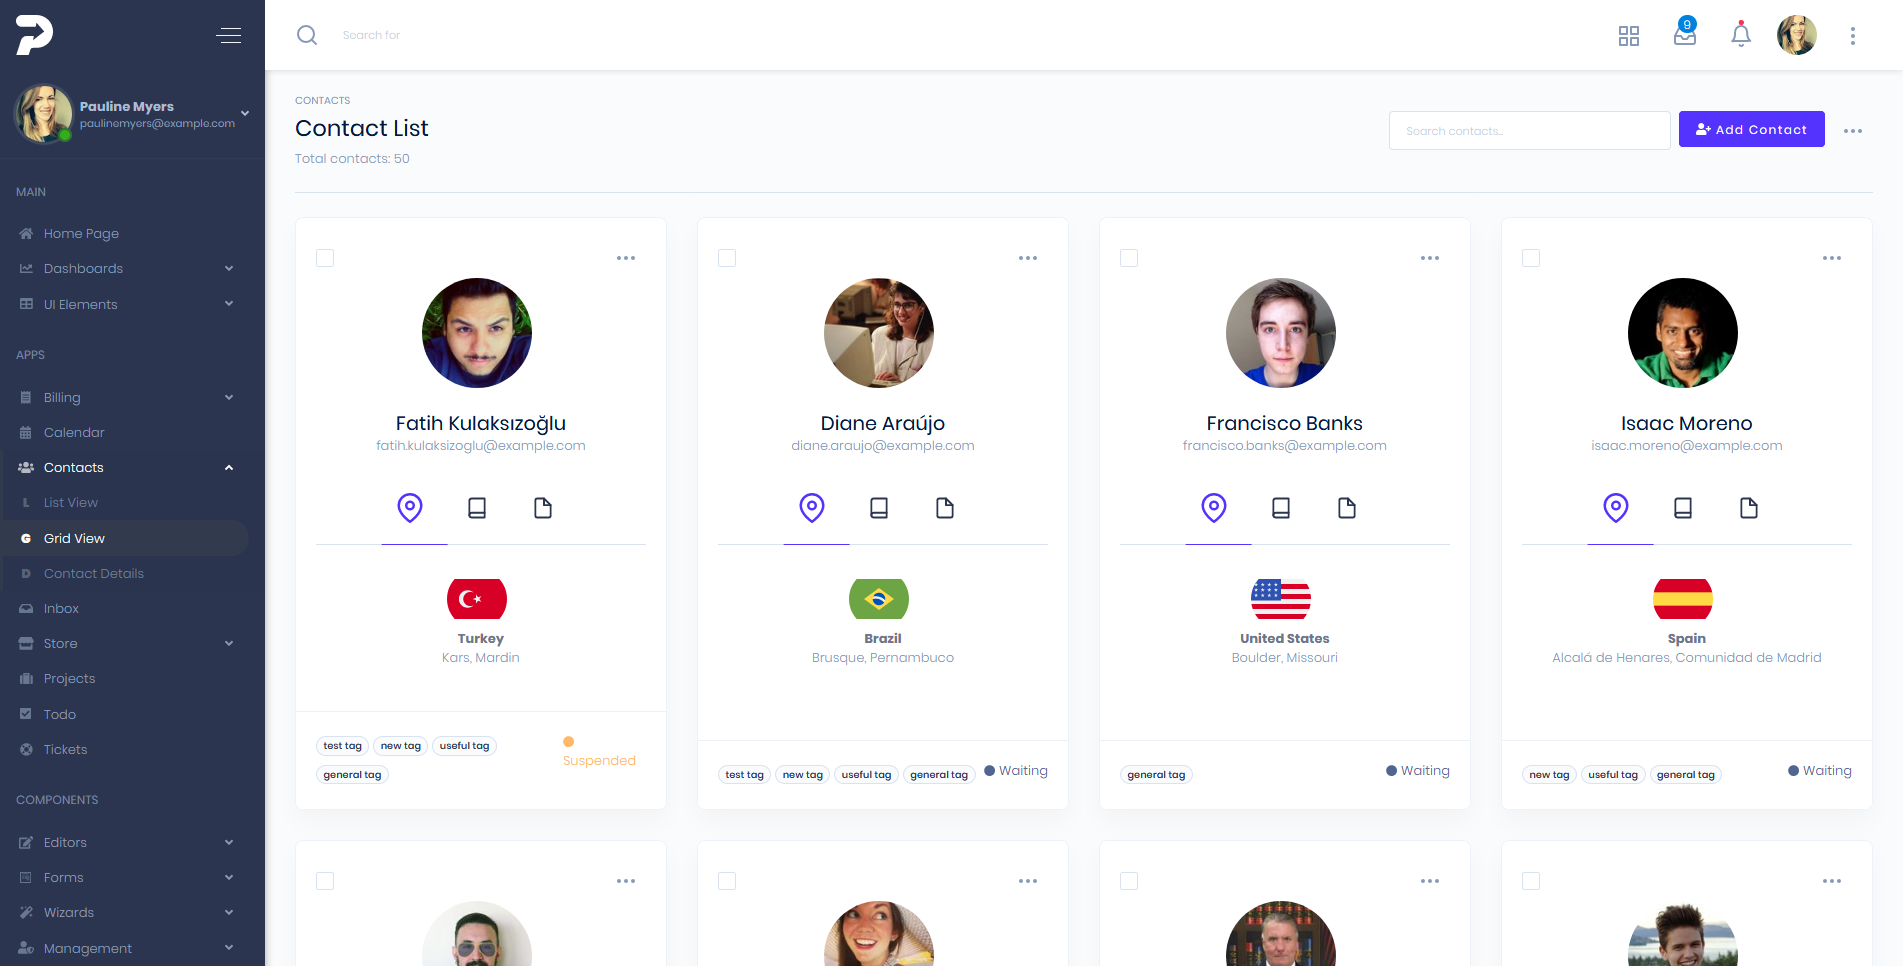 Search for
9
Pauline Myers
paulinemyers@example.com
MAIN
Home Page
Dashboards
UI Elements
APPS
Billing
Calendar
Contacts
L List View
G Grid View
D Contact Details
Inbox
Store
Projects
Todo
Tickets
COMPONENTS
Editors
Forms
Wizards
Management
CONTACTS
Contact List
Total contacts: 50
Search contacts...
Add Contact
Fatih Kulaksızoğlu
fatih.kulaksizoglu@example.com
Turkey
Kars, Mardin
test tag new tag useful tag
general tag
Suspended
Diane Araújo
diane.araujo@example.com
Brazil
Brusque, Pernambuco
test tag new tag useful tag general tag
Waiting
Francisco Banks
francisco.banks@example.com
United States
Boulder, Missouri
general tag
Waiting
Isaac Moreno
isaac.moreno@example.com
Spain
Alcalá de Henares, Comunidad de Madrid
new tag useful tag general tag
Waiting